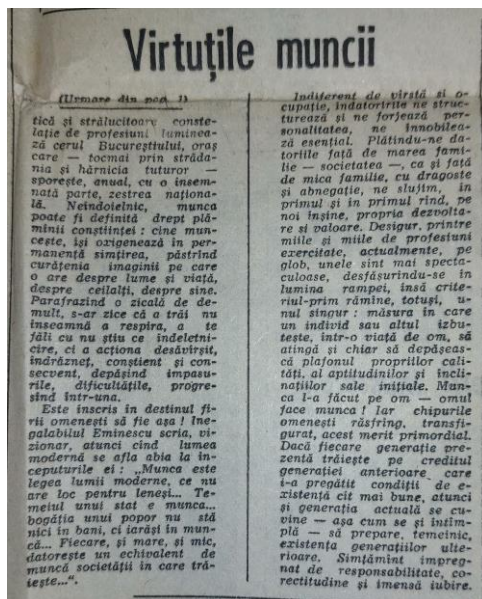 Virtuțile muncii
(Urmare din pag. 1)
tică și strălucitoare conste-
lație de profesiuni luminea-
ză cerul Bucureștiului, oraș
care — tocmai prin strada-
nia și hărnicia tuturor —
sporește, anual, cu o însem-
nată parte, zestrea naționa-
lă. Neîndoielnic, munca
poate fi definită drept plă-
mînii conștiinței : cine mun-
cește, își oxigenează în per-
manență simțirea, păstrînd
curățenia imaginii pe care
o are despre lume și viață,
despre ceilalți, despre sine.
Parafrazînd o zicală de de-
mult, s-ar zice că a trăi nu
înseamnă a respira, a te
făli cu nu știu ce îndeletni-
cire, ci a acționa desăvîrșit,
îndrăzneț, conștient și con-
secvent, depășind impasu-
rile, dificultățile, progre-
sînd într-una.
Este înscris în destinul fi-
rii omenești să fie așa ! Ine-
galabilul Eminescu scria, vi-
zionar, atunci cînd lumea
modernă se afla abia la în-
ceputurile ei : „Munca este
legea lumii moderne, ce nu
are loc pentru leneși... Te-
meiul unui stat e munca...
bogăția unui popor nu stă
nici în bani, ci iarăși în mun-
că... Fiecare, și mare, și mic,
datorește un echivalent de
muncă societății în care tră-
iește...“.
Indiferent de vîrstă și o-
cupație, îndatoririle ne struc-
turează și ne forjează per-
sonalitatea, ne înnobilea-
ză esențial. Plătindu-ne da-
toriile față de marea fami-
lie — societatea —, ca și față
de mica familie, cu dragoste
și abnegație, ne slujim, în
primul și în primul rînd, pe
noi înșine, propria dezvolta-
re și valoare. Desigur, printre
miile și miile de profesiuni
exercitate, actualmente, pe
glob, unele sînt mai specta-
culoase, desfășurîndu-se în
lumina rampei, însă crite-
riul-prim rămîne, totuși, u-
nul singur : măsura în care
un individ sau altul izbu-
tește, într-o viață de om, să
atingă și chiar să depășeas-
că plafonul propriilor cali-
tăți, al aptitudinilor și încli-
națiilor sale inițiale. Mun-
ca l-a făcut pe om — omul
face munca ! Iar chipurile
omenești răsfrîng, transfi-
gurat, acest merit primordial.
Dacă fiecare generație pre-
zentă trăiește pe creditul
generației anterioare care
i-a pregătit condiții de e-
xistență cît mai bune, atunci
și generația actuală se cu-
vine — așa cum se și întîm-
plă — să prepare, temeinic,
existența generațiilor ulte-
rioare. Simțămînt impreg-
nat de responsabilitate, co-
rectitudine și imensă iubire.